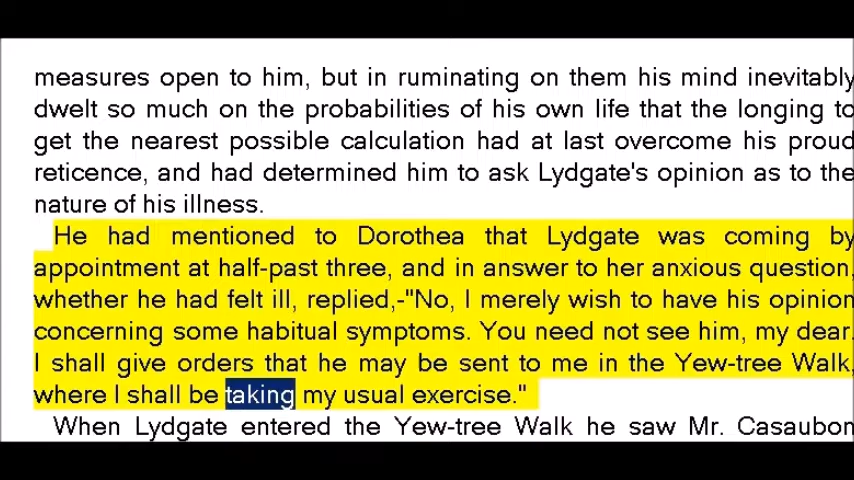 measures open to him, but in ruminating on them his mind inevitably
dwelt so much on the probabilities of his own life that the longing to
get the nearest possible calculation had at last overcome his proud
reticence, and had determined him to ask Lydgate's opinion as to the
nature of his illness.
He had mentioned to Dorothea that Lydgate was coming by
appointment at half-past three, and in answer to her anxious question,
whether he had felt ill, replied,-"No, I merely wish to have his opinion
concerning some habitual symptoms. You need not see him, my dear.
I shall give orders that he may be sent to me in the Yew-tree Walk,
where I shall be taking my usual exercise."
When Lydgate entered the Yew-tree Walk he saw Mr. Casaubon